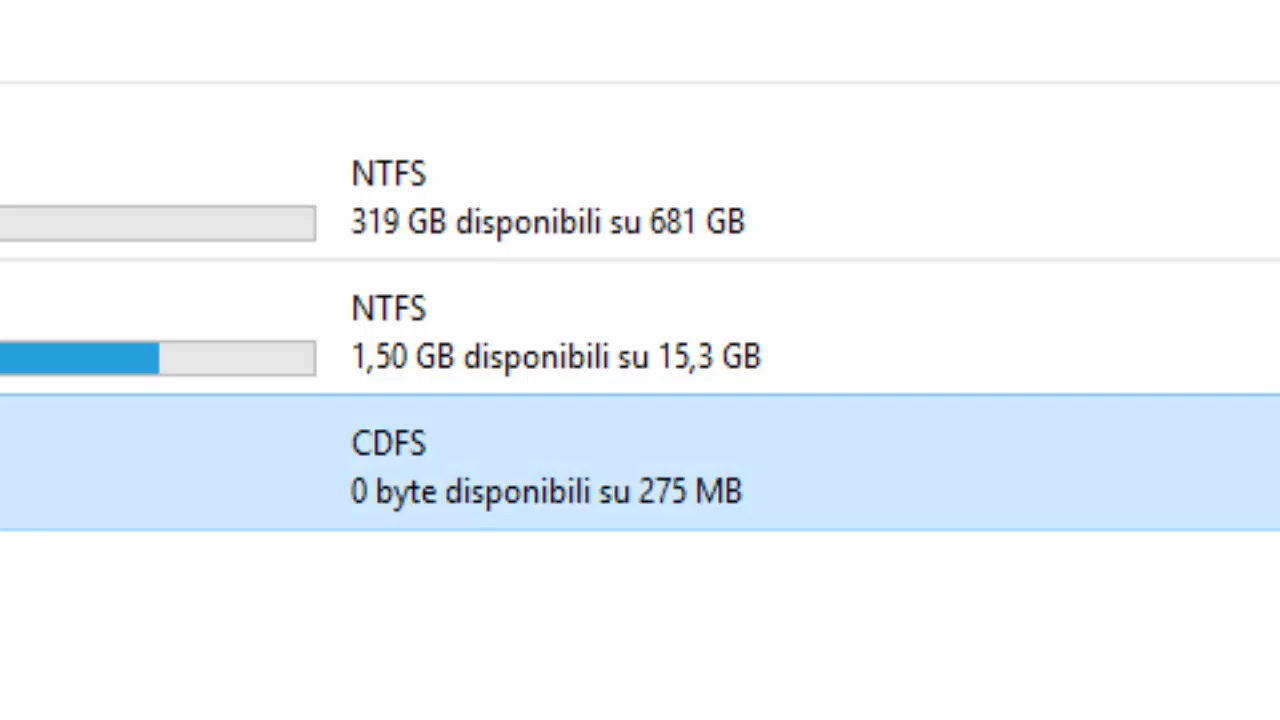 NTFS
319 GB disponibili su 681 GB
NTFS
1,50 GB disponibili su 15,3 GB
CDFS
0 byte disponibili su 275 MB